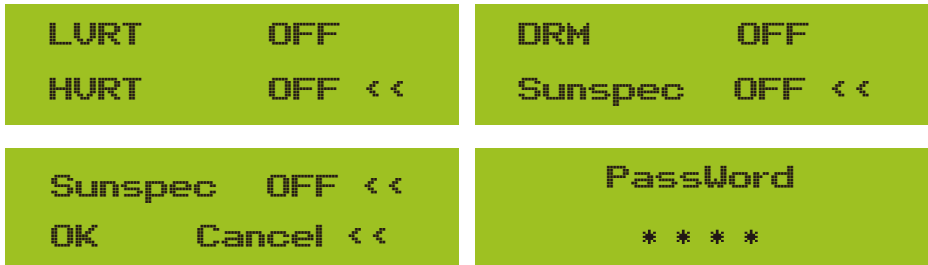 LVRT OFF
HVRT OFF <<
DRM OFF
Sunspec OFF <<
Sunspec OFF <<
OK Cancel <<
PassWord
* * * *